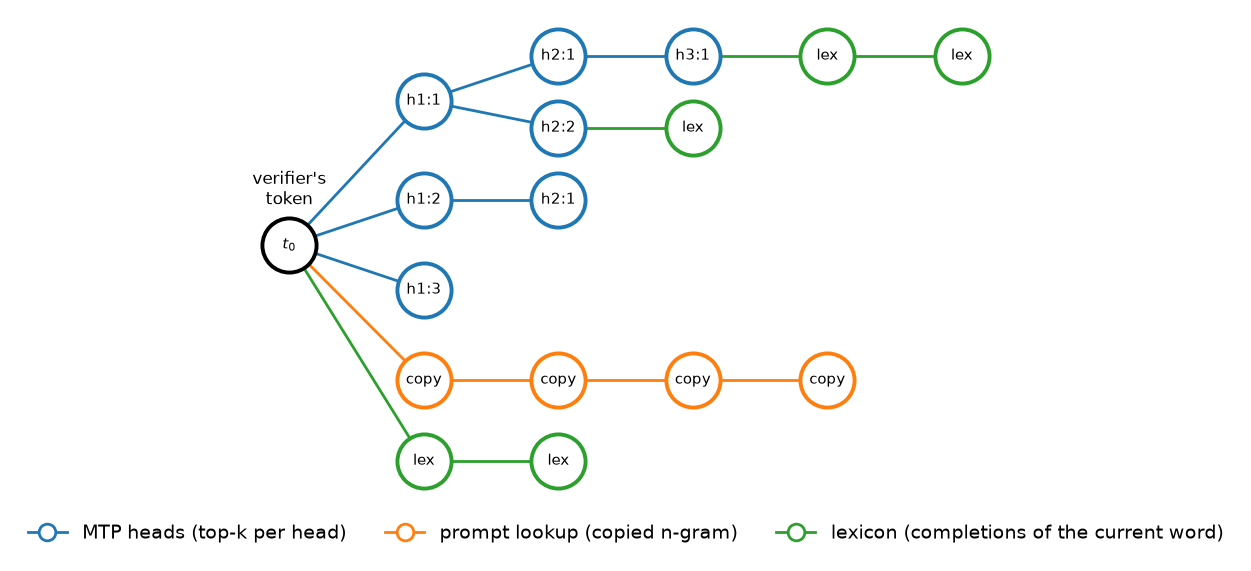 h2:1
h3:1
lex
lex
h1:1
h2:2
lex
verifier's
token
h1:2
h2:1
t0
h1:3
copy
copy
copy
copy
lex
lex
MTP heads (top-k per head)
prompt lookup (copied n-gram)
lexicon (completions of the current word)